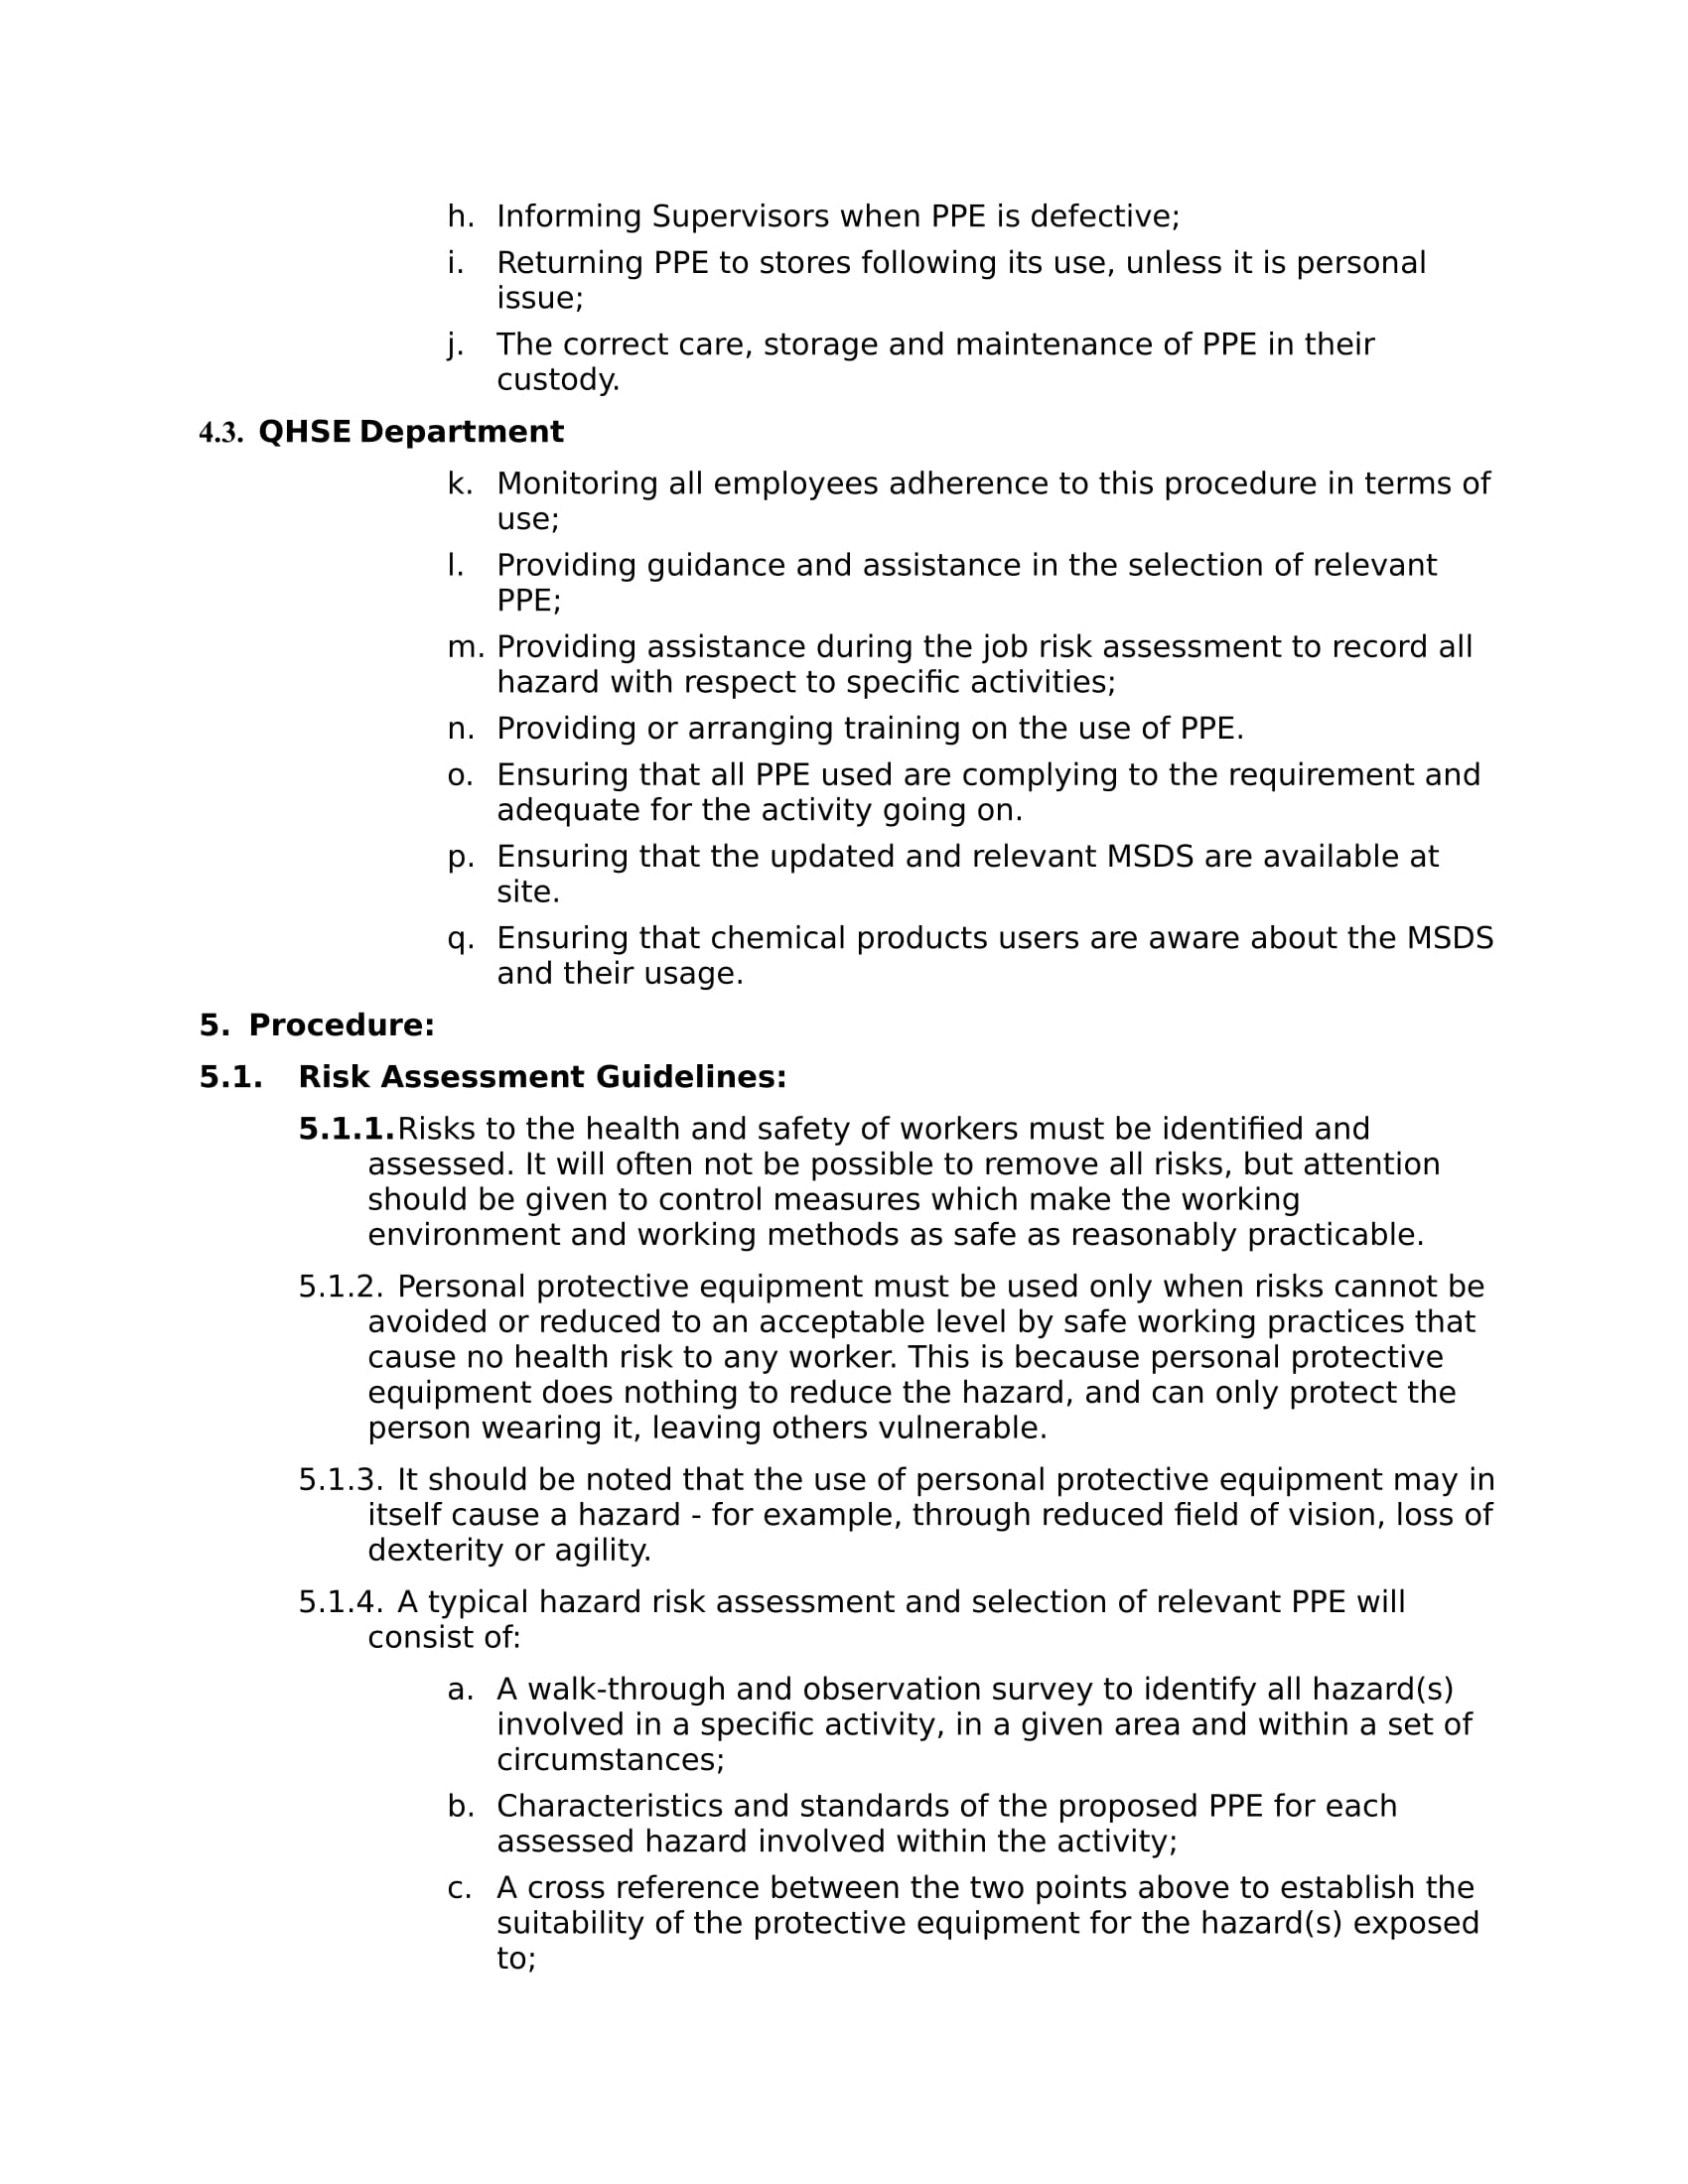 h. Informing Supervisors when PPE is defective;
i. Returning PPE to stores following its use, unless it is personal
issue;
j. The correct care, storage and maintenance of PPE in their
custody.
4.3. QHSE Department
k. Monitoring all employees adherence to this procedure in terms of
use;
l. Providing guidance and assistance in the selection of relevant
PPE;
m. Providing assistance during the job risk assessment to record all
hazard with respect to specific activities;
n. Providing or arranging training on the use of PPE.
o. Ensuring that all PPE used are complying to the requirement and
adequate for the activity going on.
p. Ensuring that the updated and relevant MSDS are available at
site.
q. Ensuring that chemical products users are aware about the MSDS
and their usage.
5. Procedure:
5.1. Risk Assessment Guidelines:
5.1.1. Risks to the health and safety of workers must be identified and
assessed. It will often not be possible to remove all risks, but attention
should be given to control measures which make the working
environment and working methods as safe as reasonably practicable.
5.1.2. Personal protective equipment must be used only when risks cannot be
avoided or reduced to an acceptable level by safe working practices that
cause no health risk to any worker. This is because personal protective
equipment does nothing to reduce the hazard, and can only protect the
person wearing it, leaving others vulnerable.
5.1.3. It should be noted that the use of personal protective equipment may in
itself cause a hazard - for example, through reduced field of vision, loss of
dexterity or agility.
5.1.4. A typical hazard risk assessment and selection of relevant PPE will
consist of:
a. A walk-through and observation survey to identify all hazard(s)
involved in a specific activity, in a given area and within a set of
circumstances;
b. Characteristics and standards of the proposed PPE for each
assessed hazard involved within the activity;
c. A cross reference between the two points above to establish the
suitability of the protective equipment for the hazard(s) exposed
to;